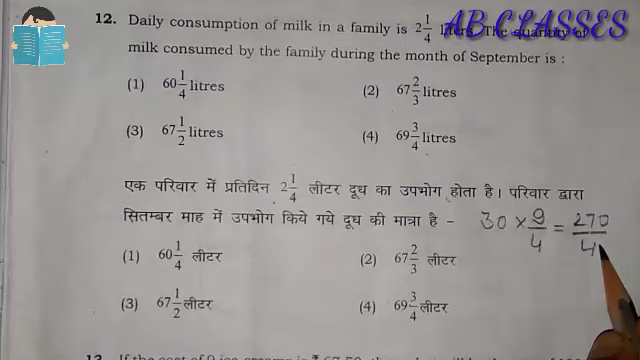 AB CLASSES
12. Daily consumption of milk in a family is 2 1/4 liters. The quantity of
milk consumed by the family during the month of September is :
(1) 60 1/4 litres (2) 67 2/3 litres
(3) 67 1/2 litres (4) 69 3/4 litres
एक परिवार में प्रतिदिन 2 1/4 लीटर दूध का उपभोग होता है। परिवार द्वारा
सितम्बर माह में उपभोग किये गये दूध की मात्रा है – 30 × 9/4 = 270/4
(1) 60 1/4 लीटर (2) 67 2/3 लीटर
(3) 67 1/2 लीटर (4) 69 3/4 लीटर